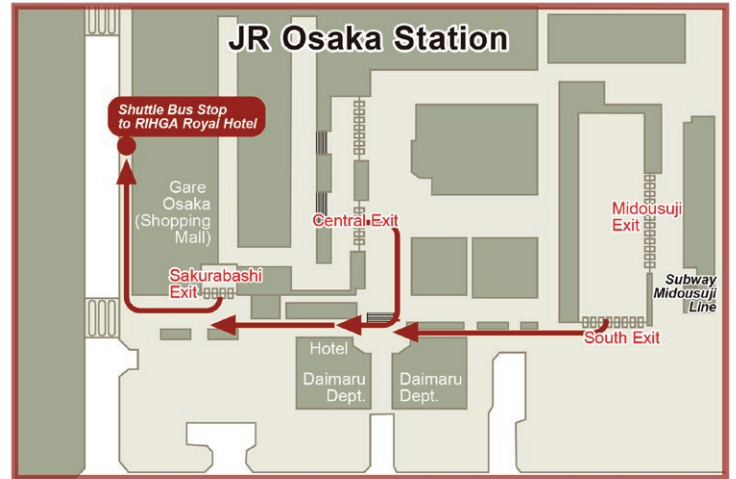 JR Osaka Station
Shuttle Bus Stop
to RIHGA Royal Hotel
Gare
Osaka
(Shopping
Mall)
Central Exit
Midousuji
Exit
Sakurabashi
Exit
Subway
Midousuji
Line
South Exit
Hotel
Daimaru
Dept.
Daimaru
Dept.